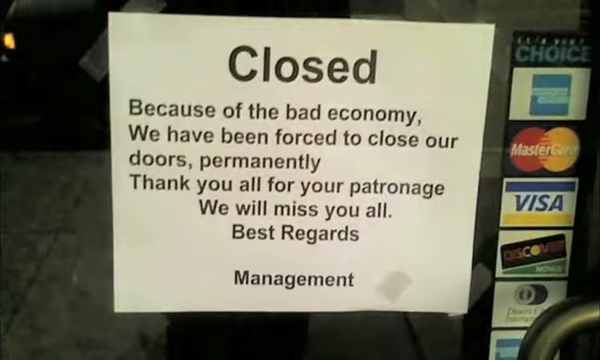 Closed
Because of the bad economy,
We have been forced to close our
doors, permanently
Thank you all for your patronage
We will miss you all.
Best Regards
Management
CHOICE
MasterCard
VISA
DISCOVER
NOVUS